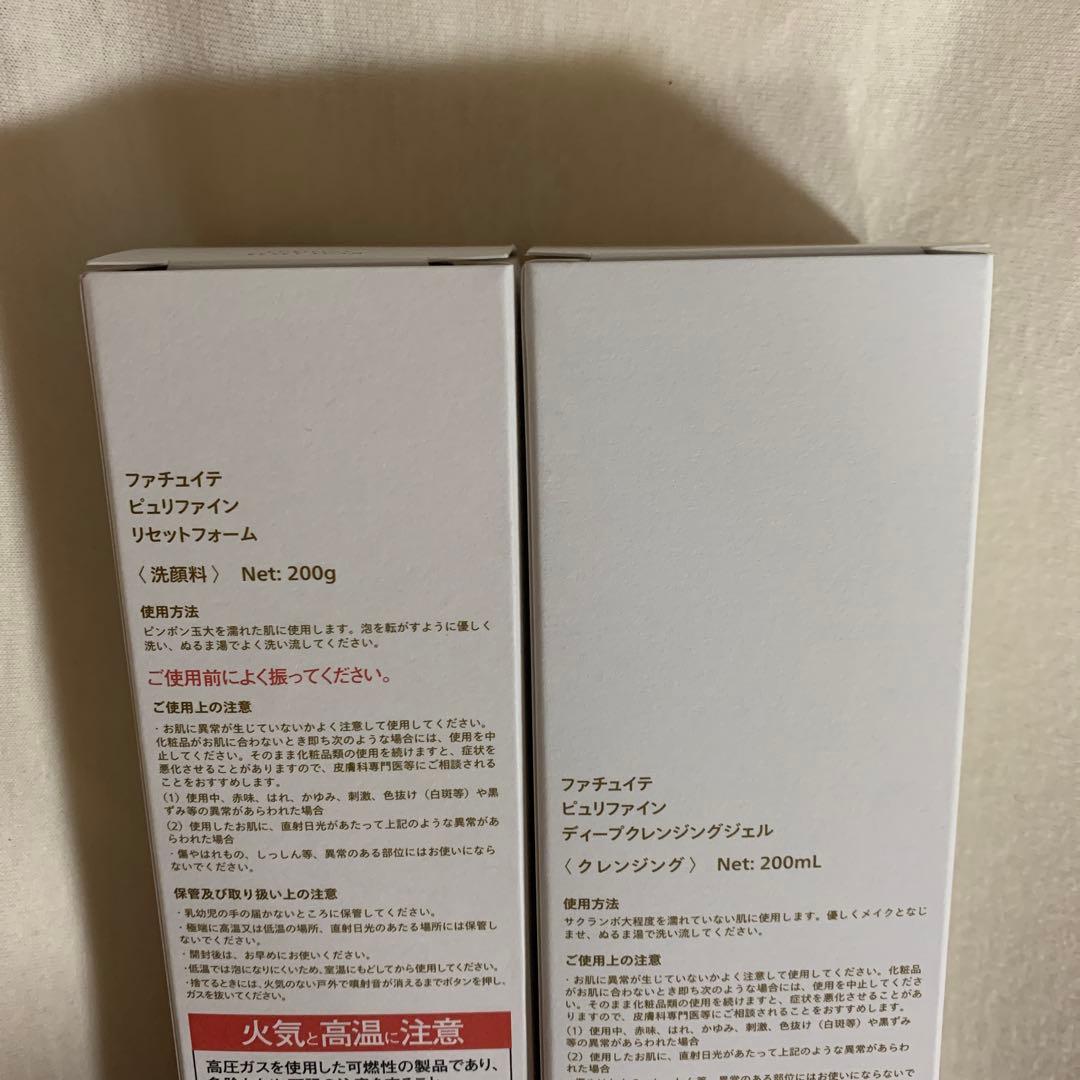 ファチュイテ
ピュリファイン
リセットフォーム
〈 洗顔料 〉 Net: 200g
使用方法
ピンポン玉大を濡れた肌に使用します。泡を転がすように優しく
洗い、ぬるま湯でよく洗い流してください。
ご使用前によく振ってください。
ご使用上の注意
・お肌に異常が生じていないかよく注意して使用してください。
化粧品がお肌に合わないとき即ち次のような場合には、使用を中
止してください。そのまま化粧品類の使用を続けますと、症状を
悪化させることがありますので、皮膚科専門医等にご相談される
ことをおすすめします。
(1) 使用中、赤味、はれ、かゆみ、刺激、色抜け(白斑等)や黒
ずみ等の異常があらわれた場合
(2) 使用したお肌に、直射日光があたって上記のような異常があ
らわれた場合
・傷やはれもの、しっしん等、異常のある部位にはお使いになら
ないでください。
保管及び取り扱い上の注意
・乳幼児の手の届かないところに保管してください。
・極端に高温又は低温の場所、直射日光のあたる場所には保管し
ないでください。
・開封後は、お早めにお使いください。
・低温では泡になりにくいため、室温にもどしてから使用してください。
・捨てるときには、火気のない戸外で噴射音が消えるまでボタンを押し、
ガスを抜いてください。
火気と高温に注意
高圧ガスを使用した可燃性の製品であり、
ファチュイテ
ピュリファイン
ディープクレンジングジェル
〈 クレンジング 〉 Net: 200mL
使用方法
サクランボ大程度を濡れていない肌に使用します。優しくメイクとなじ
ませ、ぬるま湯で洗い流してください。
ご使用上の注意
・お肌に異常が生じていないかよく注意して使用してください。化粧品
がお肌に合わないとき即ち次のような場合には、使用を中止してくださ
い。そのまま化粧品類の使用を続けますと、症状を悪化させることがあ
りますので、皮膚科専門医等にご相談されることをおすすめします。
(1) 使用中、赤味、はれ、かゆみ、刺激、色抜け(白斑等)や黒ずみ
等の異常があらわれた場合
(2) 使用したお肌に、直射日光があたって上記のような異常があらわ
れた場合